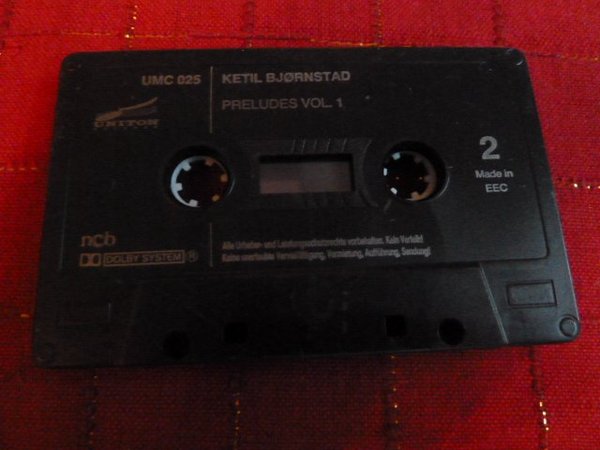 UMC 025
KETIL BJØRNSTAD
UNITON
PRELUDES VOL. 1
2
Made in
EEC
ncb
DOLBY SYSTEM
Alle Urheber- und Leistungsschutzrechte vorbehalten. Kein Verleih!
Keine unerlaubte Vervielfältigung, Vermietung, Aufführung, Sendung!